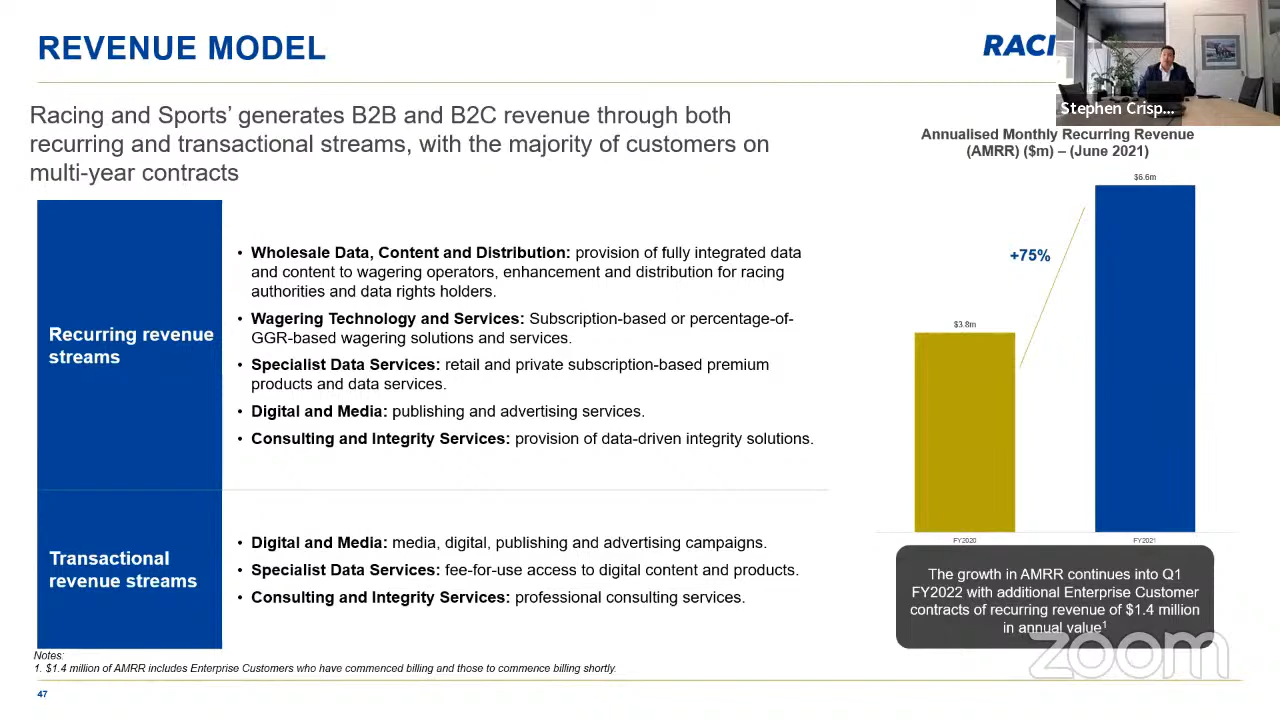 REVENUE MODEL
RACI
Stephen Crisp...
Racing and Sports’ generates B2B and B2C revenue through both
recurring and transactional streams, with the majority of customers on
multi-year contracts
Recurring revenue
streams
• Wholesale Data, Content and Distribution: provision of fully integrated data
and content to wagering operators, enhancement and distribution for racing
authorities and data rights holders.
• Wagering Technology and Services: Subscription-based or percentage-of-
GGR-based wagering solutions and services.
• Specialist Data Services: retail and private subscription-based premium
products and data services.
• Digital and Media: publishing and advertising services.
• Consulting and Integrity Services: provision of data-driven integrity solutions.
Transactional
revenue streams
• Digital and Media: media, digital, publishing and advertising campaigns.
• Specialist Data Services: fee-for-use access to digital content and products.
• Consulting and Integrity Services: professional consulting services.
Annualised Monthly Recurring Revenue
(AMRR) ($m) – (June 2021)
$6.6m
+75%
$3.8m
FY2020
FY2021
The growth in AMRR continues into Q1
FY2022 with additional Enterprise Customer
contracts of recurring revenue of $1.4 million
in annual value1
zoom
Notes:
1. $1.4 million of AMRR includes Enterprise Customers who have commenced billing and those to commence billing shortly.
47